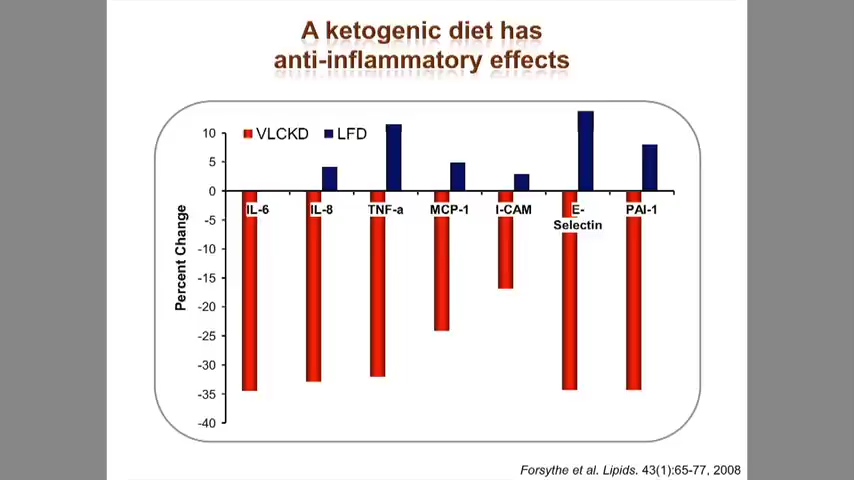 A ketogenic diet has
anti-inflammatory effects
VLCKD LFD
10
5
0
-5
-10
-15
-20
-25
-30
-35
-40
Percent Change
IL-6 IL-8 TNF-a MCP-1 I-CAM E- PAI-1
Selectin
Forsythe et al. Lipids. 43(1):65-77, 2008